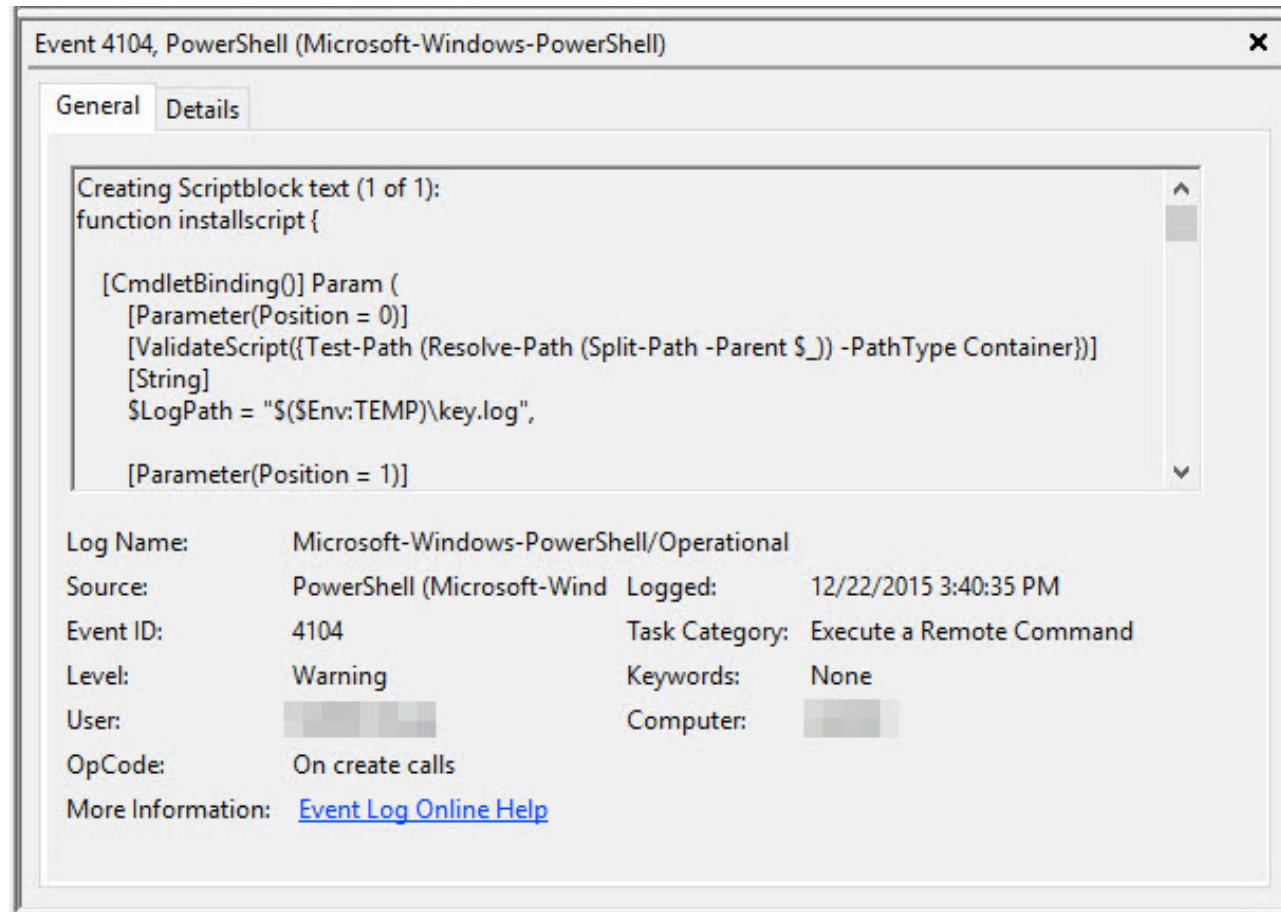 Event 4104, PowerShell (Microsoft-Windows-PowerShell)
General Details
Creating Scriptblock text (1 of 1):
function installscript {
[CmdletBinding()] Param (
[Parameter(Position = 0)]
[ValidateScript({Test-Path (Resolve-Path (Split-Path -Parent $_)) -PathType Container})]
[String]
$LogPath = "$($Env:TEMP)\key.log",
[Parameter(Position = 1)]
Log Name: Microsoft-Windows-PowerShell/Operational
Source: PowerShell (Microsoft-Wind Logged: 12/22/2015 3:40:35 PM
Event ID: 4104 Task Category: Execute a Remote Command
Level: Warning Keywords: None
User: Computer:
OpCode: On create calls
More Information: Event Log Online Help